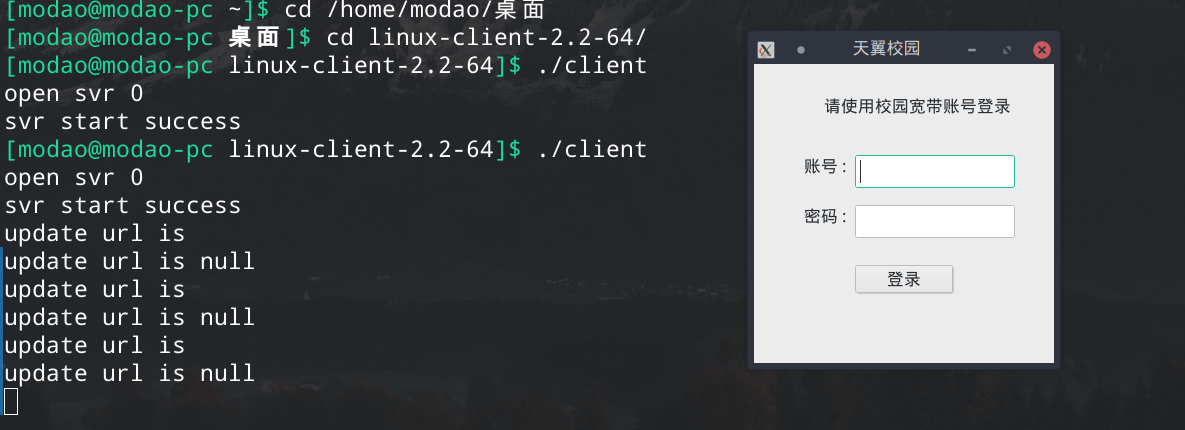 [modao@modao-pc ~]$ cd /home/modao/桌面
[modao@modao-pc 桌面]$ cd linux-client-2.2-64/
[modao@modao-pc linux-client-2.2-64]$ ./client
open svr 0
svr start success
[modao@modao-pc linux-client-2.2-64]$ ./client
open svr 0
svr start success
update url is
update url is null
update url is
update url is null
update url is
update url is null
天翼校园
请使用校园宽带账号登录
账号:
密码:
登录